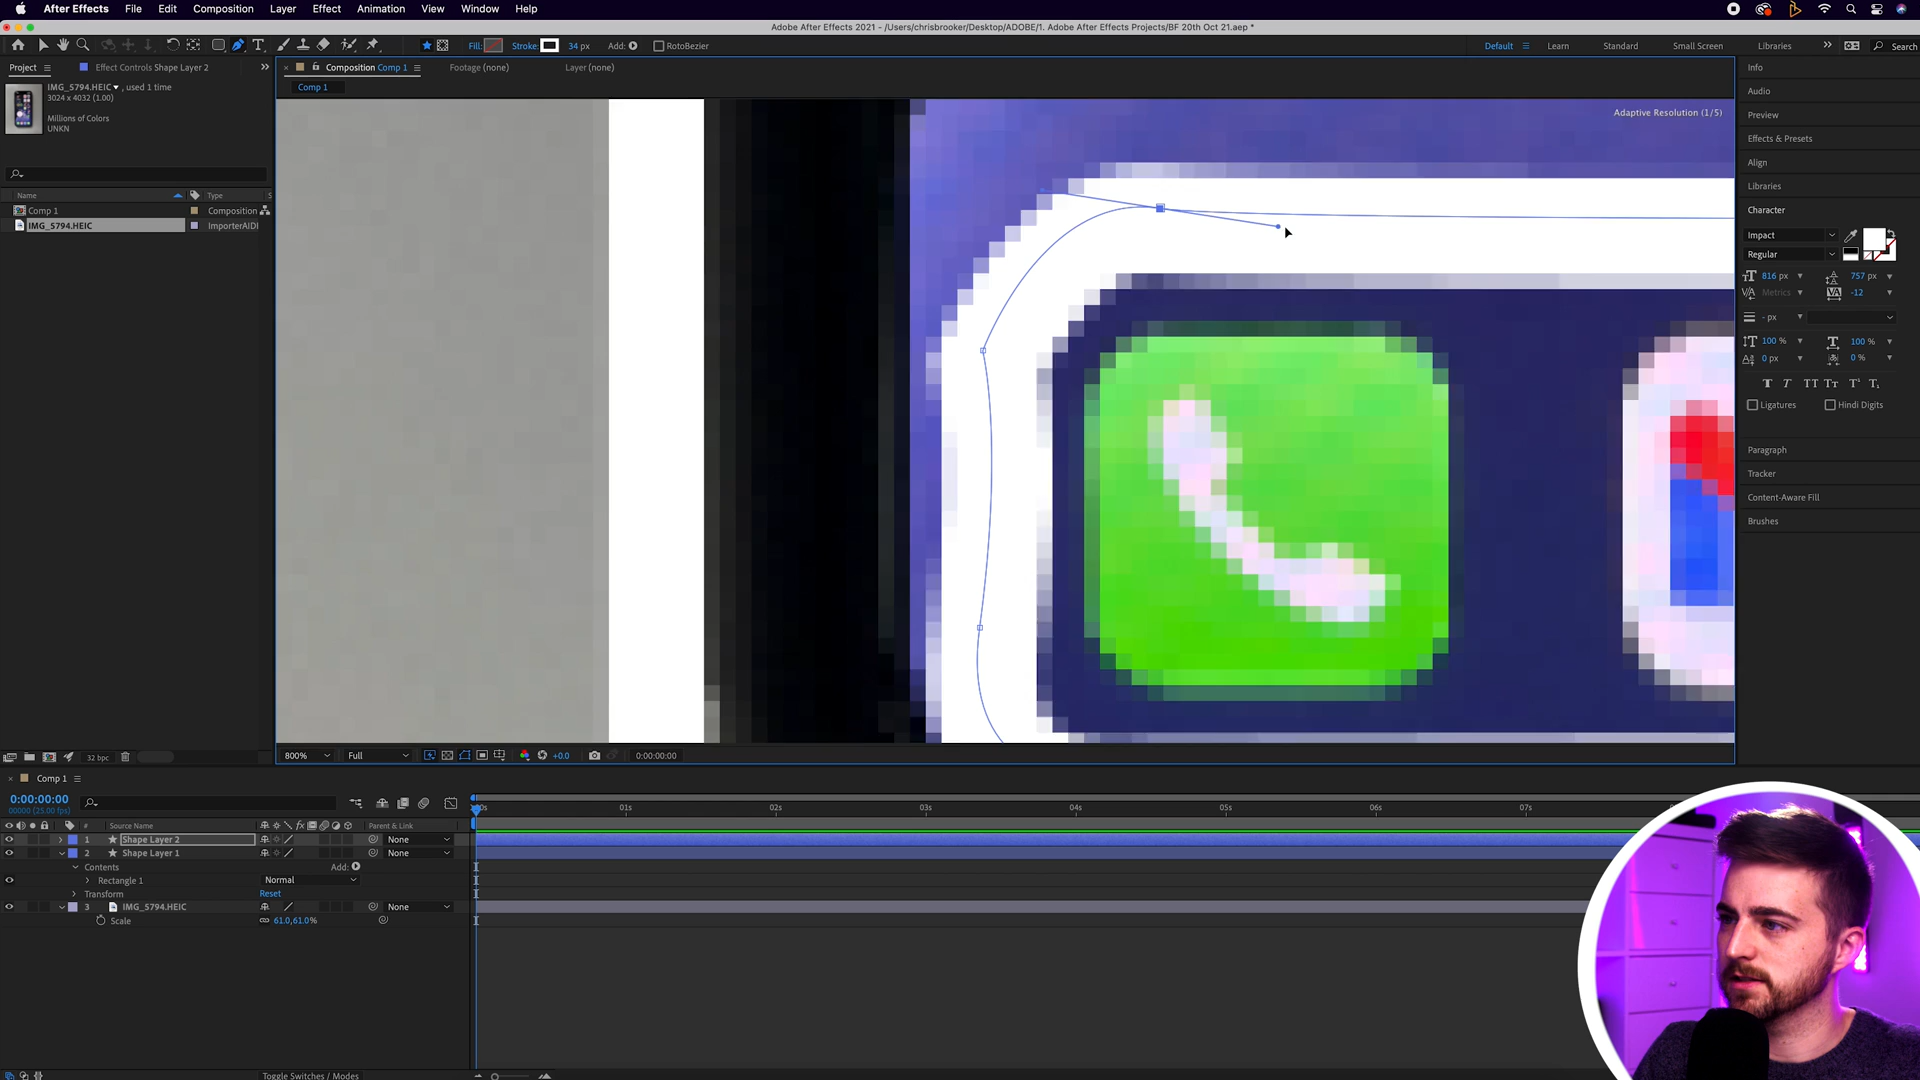 After Effects File Edit Composition Layer Effect Animation View Window Help
Adobe After Effects 2021 - /Users/chrisbrooker/Desktop/ADOBE/1. Adobe After Effects Projects/BF 20th Oct 21.aep *
Fill: Stroke: 34 px Add: RotoBezier Default Learn Standard Small Screen Libraries Search
Project Effect Controls Shape Layer 2 Composition Comp 1 Footage (none) Layer (none)
IMG_5794.HEIC , used 1 time
3024 x 4032 (1.00)
Millions of Colors
UNKN
Comp 1
Adaptive Resolution (1/5)
Name Type S
Comp 1 Composition
IMG_5794.HEIC ImporterAIDI
Info
Audio
Preview
Effects & Presets
Align
Libraries
Character
Impact
Regular
816 px 757 px
Metrics -12
- px
100 % 100 %
0 px 0 %
Ligatures Hindi Digits
Paragraph
Tracker
Content-Aware Fill
Brushes
32 bpc 800% Full +0.0 0:00:00:00
Comp 1
0:00:00:00
00000 (25.00 fps)
00s 01s 02s 03s 04s 05s 06s 07s
# Source Name Parent & Link
1 Shape Layer 2 None
2 Shape Layer 1 None
Contents Add:
Rectangle 1 Normal
Transform Reset
3 IMG_5794.HEIC None
Scale 61.0,61.0%
Toggle Switches / Modes